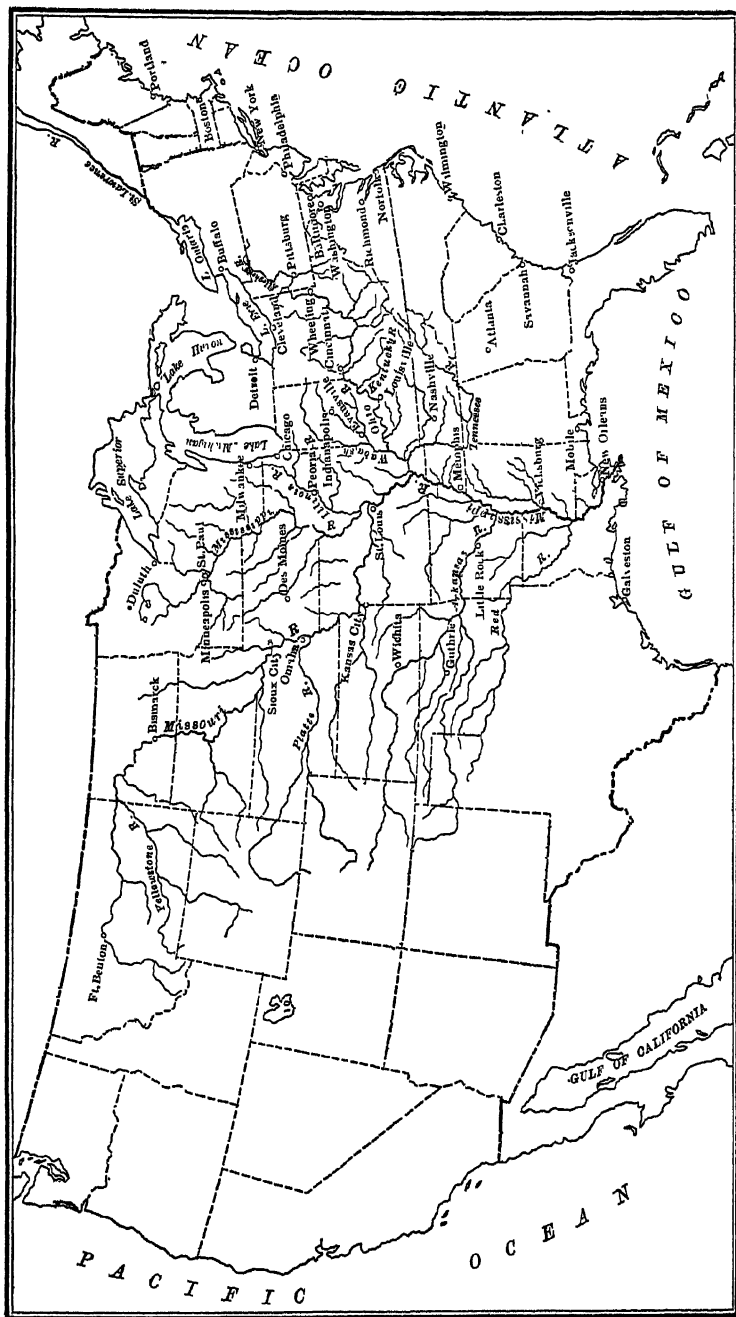 PACIFIC
OCEAN
ATLANTIC OCEAN
GULF OF MEXICO
GULF OF CALIFORNIA
Ft. Benton
Yellowstone R.
Bismarck
Missouri
Sioux City
Omaha
R
Platte R.
Kansas City
Wichita
Guthrie
Arkansas R.
Little Rock
Red R.
Galveston
Duluth
Minneapolis
St. Paul
Mississippi
R
Des Moines
St. Louis
R
Mississippi
Memphis
Vicksburg
Mobile
New Orleans
Lake Superior
Lake Michigan
Lake Huron
L. Erie
L. Ontario
St. Lawrence R.
Milwaukee
Chicago
Peoria
Illinois R.
Indianapolis
Wabash R.
Evansville
Ohio R
Louisville
Kentucky R
Nashville
Tennessee
Detroit
Cleveland
Wheeling
Cincinnati
Pittsburg
Buffalo
Baltimore
Washington
Richmond
Norfolk
Philadelphia
New York
Boston
Portland
Wilmington
Charleston
Savannah
Atlanta
Jacksonville